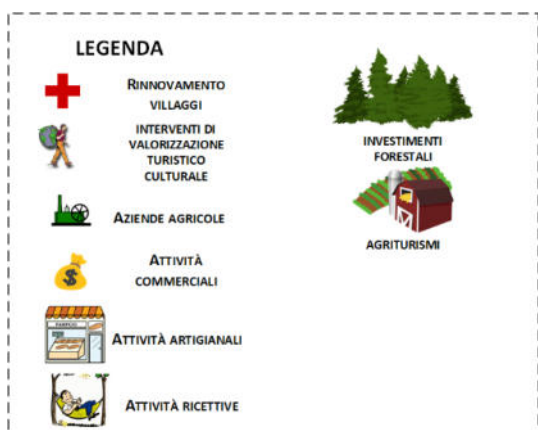 LEGENDA
RINNOVAMENTO
VILLAGGI
INTERVENTI DI
VALORIZZAZIONE
TURISTICO
CULTURALE
AZIENDE AGRICOLE
ATTIVITÀ
COMMERCIALI
ATTIVITÀ ARTIGIANALI
ATTIVITÀ RICETTIVE
INVESTIMENTI
FORESTALI
AGRITURISMI